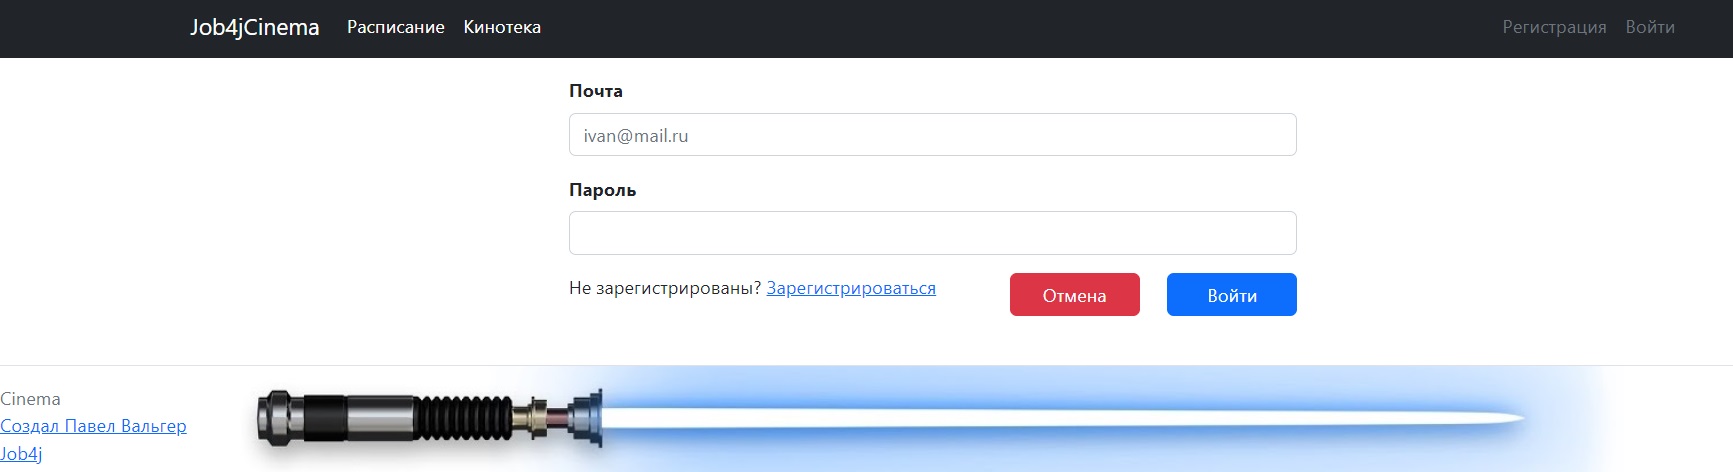 Job4jCinema Расписание Кинотека Регистрация Войти
Почта
ivan@mail.ru
Пароль
Не зарегистрированы? Зарегистрироваться Отмена Войти
Cinema
Создал Павел Вальгер
Job4j